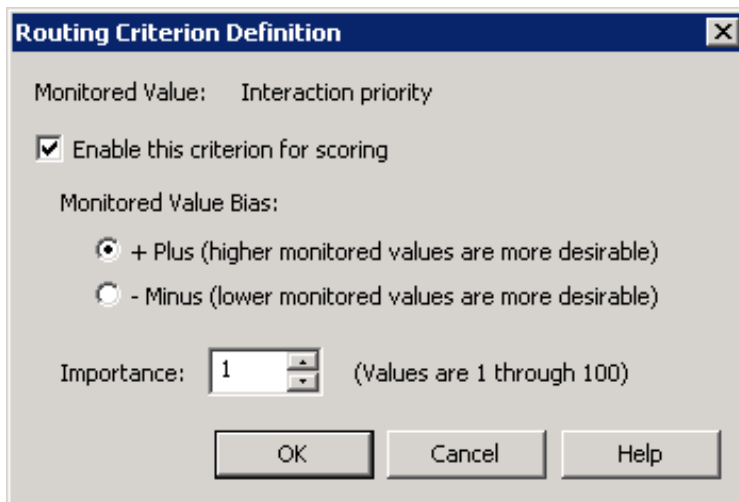 Routing Criterion Definition
Monitored Value: Interaction priority
Enable this criterion for scoring
Monitored Value Bias:
+ Plus (higher monitored values are more desirable)
- Minus (lower monitored values are more desirable)
Importance: 1 (Values are 1 through 100)
OK Cancel Help